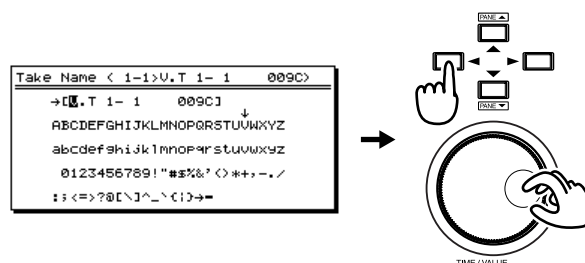 Take Name < 1-1>V.T 1- 1 009C>
→[V.T 1- 1 009C]
↓
ABCDEFGHIJKLMNOPQRSTUVWXYZ
abcdefghijklmnopqrstuvwxyz
0123456789!"#$%&'()*+,-./
:;<=>?@[\]^_`{|}→←
PANE ▲
PANE ▼
TIME / VALUE